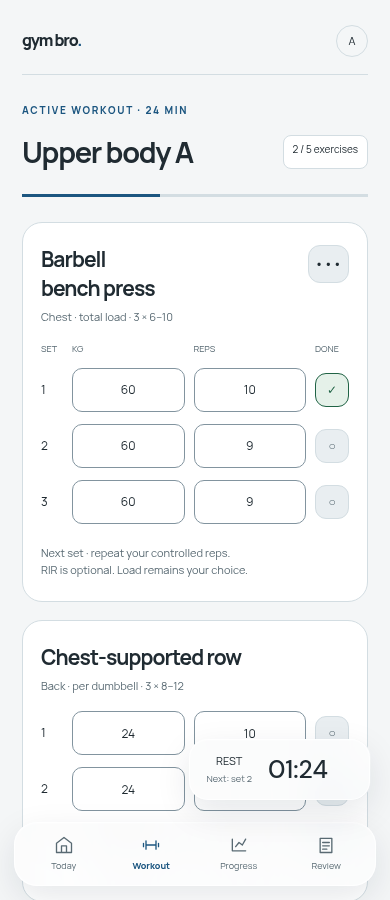 gym bro.
A
ACTIVE WORKOUT · 24 MIN
Upper body A
2 / 5 exercises
Barbell
bench press
• • •
Chest · total load · 3 × 6–10
SET KG REPS DONE
1 60 10 ✓
2 60 9 ○
3 60 9 ○
Next set · repeat your controlled reps.
RIR is optional. Load remains your choice.
Chest-supported row
Back · per dumbbell · 3 × 8–12
1 24 10 ○
2 24
REST
Next: set 2
01:24
Today Workout Progress Review